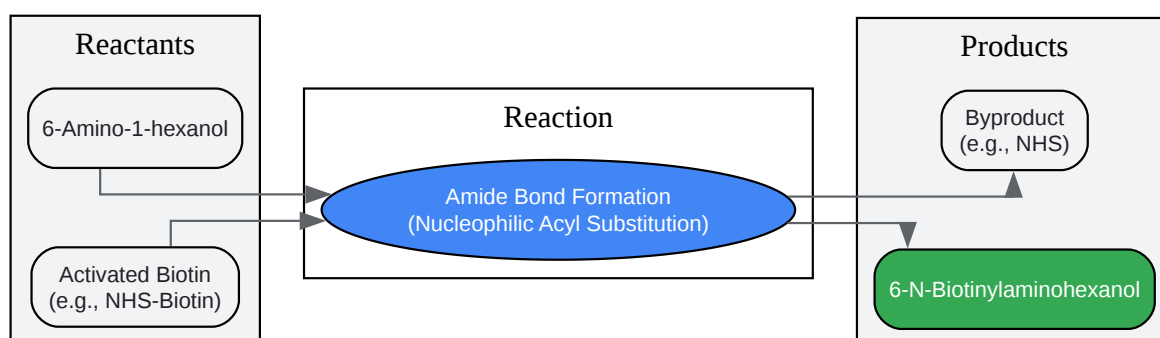 Reactants
6-Amino-1-hexanol
Activated Biotin
(e.g., NHS-Biotin)
Reaction
Amide Bond Formation
(Nucleophilic Acyl Substitution)
Products
Byproduct
(e.g., NHS)
6-N-Biotinylaminohexanol